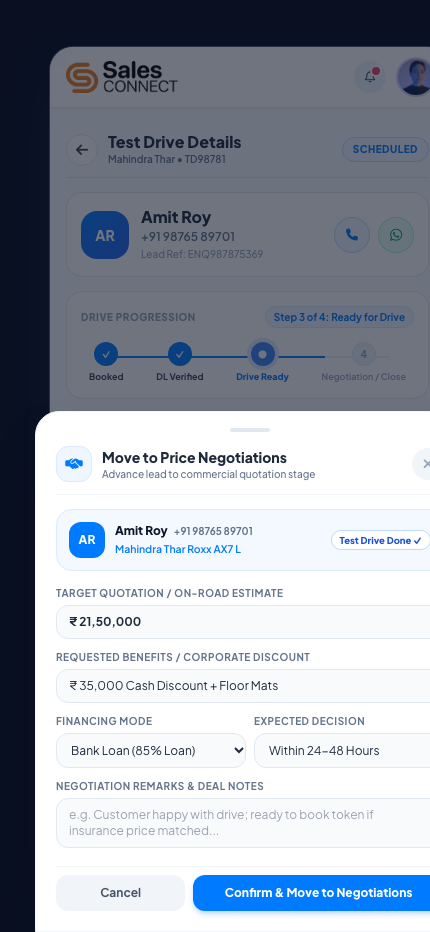 Sales
CONNECT
Test Drive Details
Mahindra Thar • TD98781
SCHEDULED
AR
Amit Roy
+91 98765 89701
Lead Ref: ENQ987875369
DRIVE PROGRESSION
Step 3 of 4: Ready for Drive
4
Booked
DL Verified
Drive Ready
Negotiation / Close
Move to Price Negotiations
Advance lead to commercial quotation stage
AR
Amit Roy +91 98765 89701
Mahindra Thar Roxx AX7 L
Test Drive Done ✓
TARGET QUOTATION / ON-ROAD ESTIMATE
₹ 21,50,000
REQUESTED BENEFITS / CORPORATE DISCOUNT
₹ 35,000 Cash Discount + Floor Mats
FINANCING MODE
EXPECTED DECISION
Bank Loan (85% Loan)
Within 24–48 Hours
NEGOTIATION REMARKS & DEAL NOTES
e.g. Customer happy with drive; ready to book token if
insurance price matched...
Cancel
Confirm & Move to Negotiations